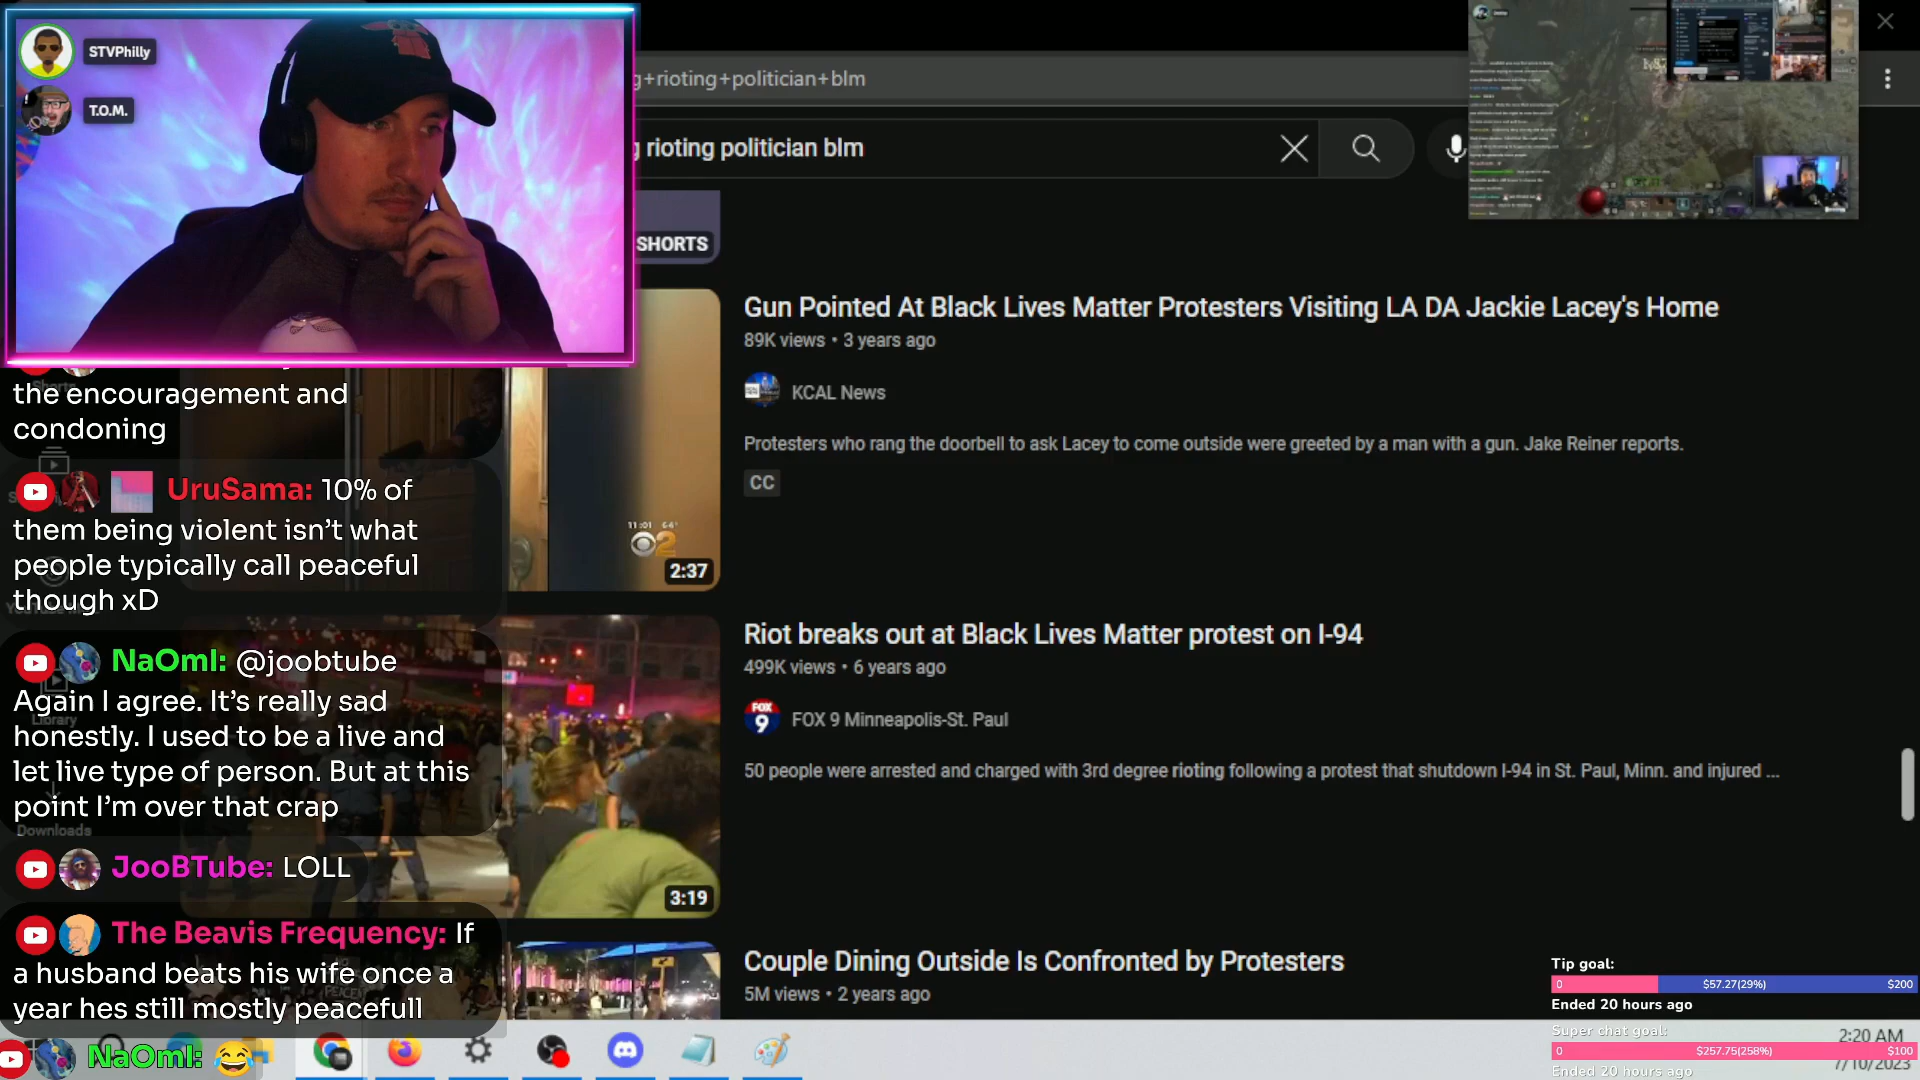 STVPhilly
T.O.M.
+rioting+politician+blm
rioting politician blm
SHORTS
Gun Pointed At Black Lives Matter Protesters Visiting LA DA Jackie Lacey's Home
89K views • 3 years ago
KCAL News
Protesters who rang the doorbell to ask Lacey to come outside were greeted by a man with a gun. Jake Reiner reports.
CC
11:01 64°
2
2:37
the encouragement and
condoning
UruSama: 10% of
them being violent isn’t what
people typically call peaceful
though xD
NaOmI: @joobtube
Again I agree. It’s really sad
honestly. I used to be a live and
let live type of person. But at this
point I’m over that crap
Library
Downloads
JooBTube: LOLL
The Beavis Frequency: If
a husband beats his wife once a
year hes still mostly peacefull
NaOmI: 😂
Riot breaks out at Black Lives Matter protest on I-94
499K views • 6 years ago
FOX 9
FOX 9 Minneapolis-St. Paul
50 people were arrested and charged with 3rd degree rioting following a protest that shutdown I-94 in St. Paul, Minn. and injured ...
3:19
Couple Dining Outside Is Confronted by Protesters
5M views • 2 years ago
Tip goal:
0 $57.27(29%) $200
Ended 20 hours ago
Super chat goal:
0 $257.75(258%) $100
Ended 20 hours ago
2:20 AM
7/10/2023